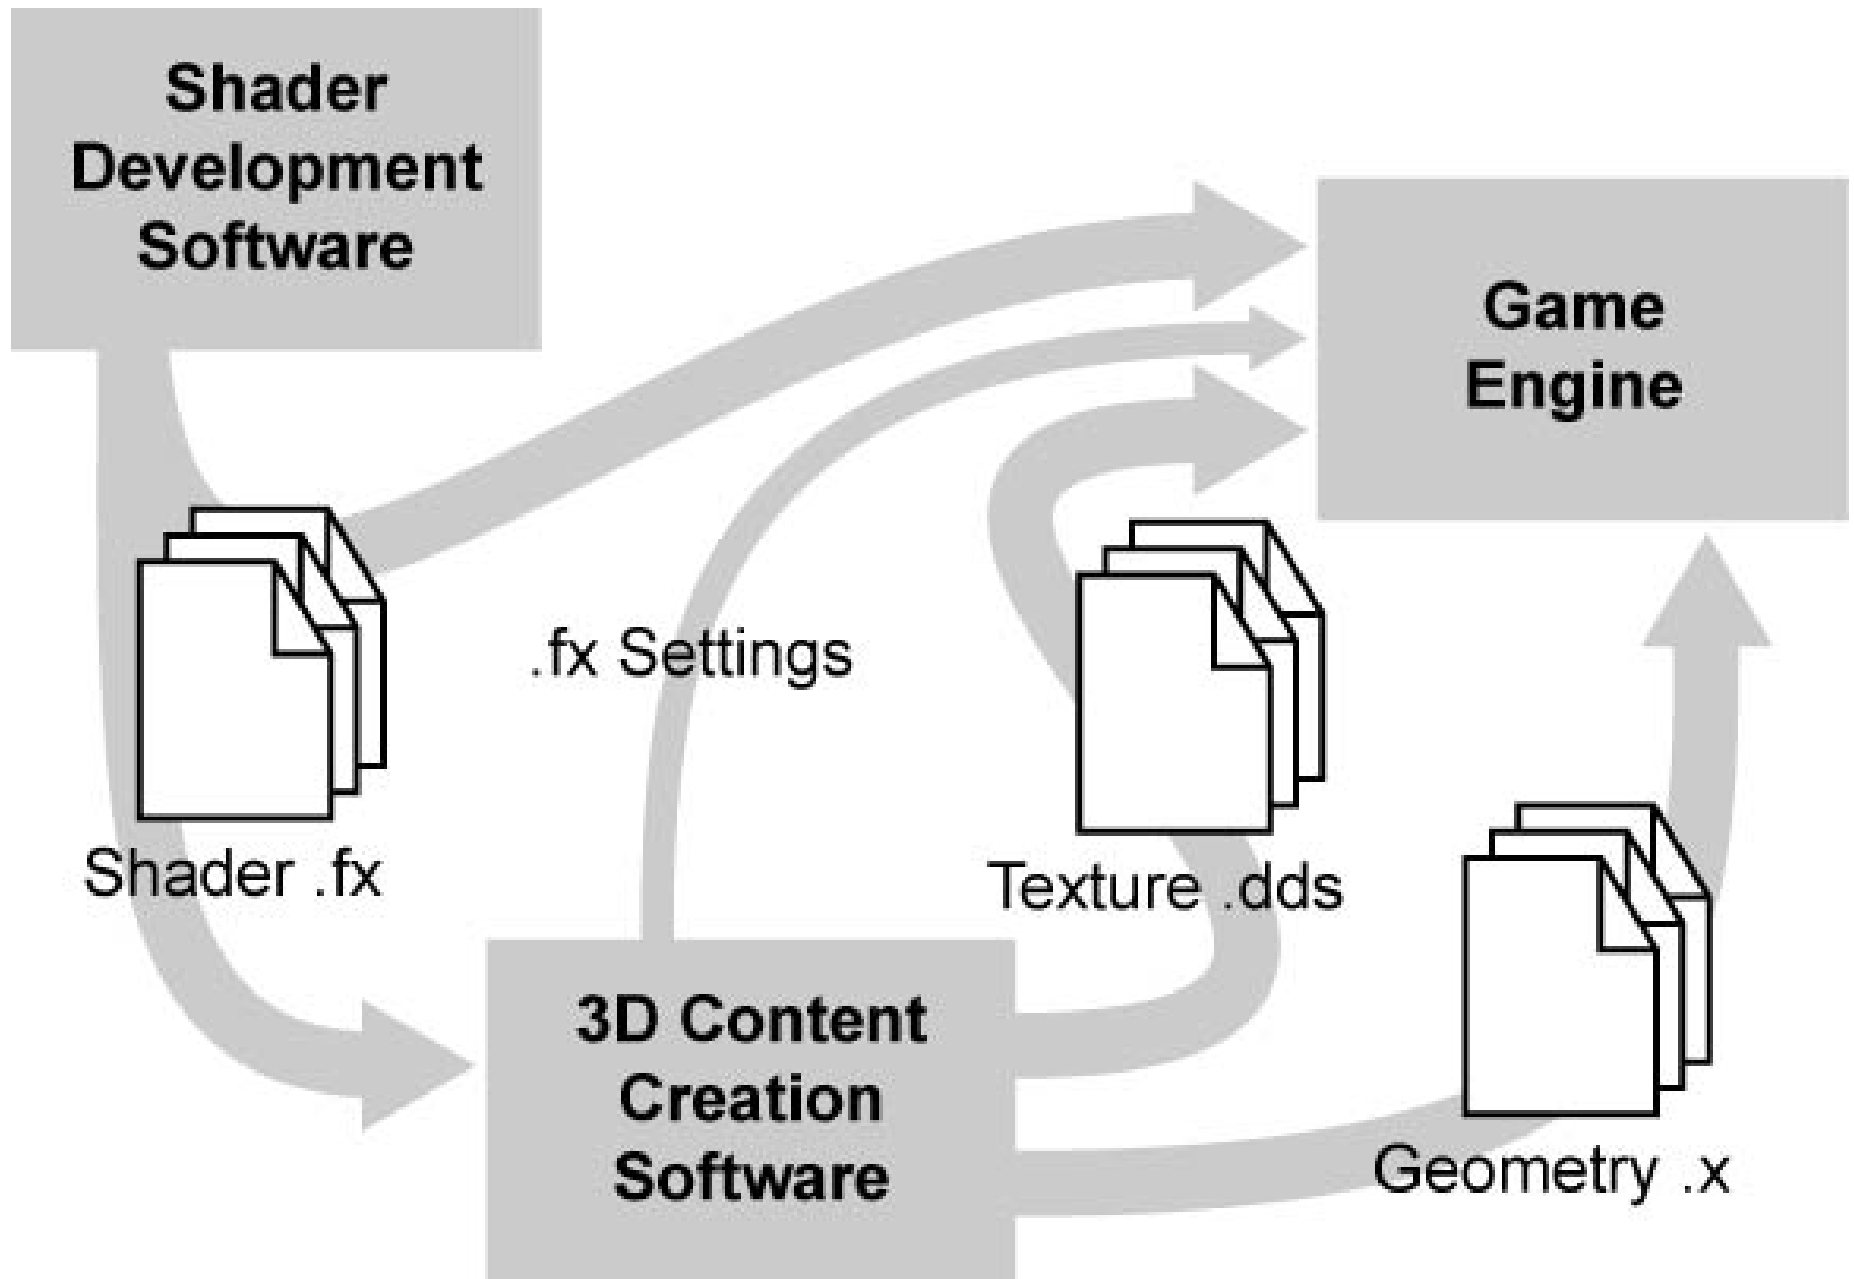 Shader
Development
Software
Game
Engine
.fx Settings
Shader .fx
Texture .dds
3D Content
Creation
Software
Geometry .x